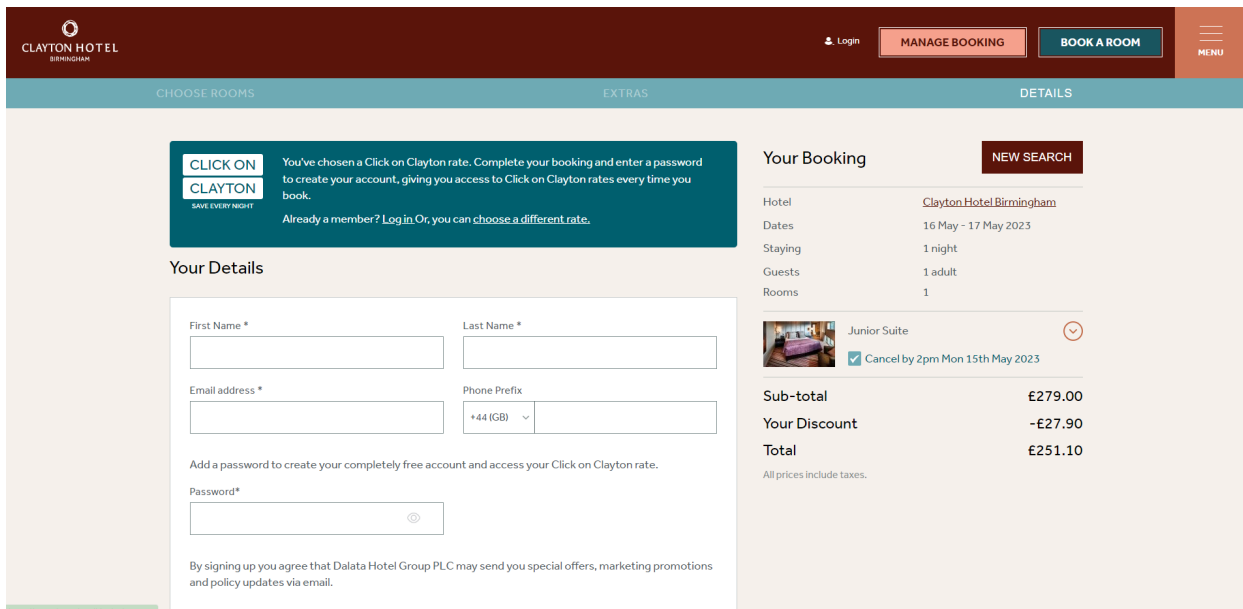 CLAYTON HOTEL
BIRMINGHAM
Login
MANAGE BOOKING
BOOK A ROOM
MENU
CHOOSE ROOMS
EXTRAS
DETAILS
CLICK ON
CLAYTON
SAVE EVERY NIGHT
You've chosen a Click on Clayton rate. Complete your booking and enter a password
to create your account, giving you access to Click on Clayton rates every time you
book.
Already a member? Log in Or, you can choose a different rate.
Your Details
First Name *
Last Name *
Email address *
Phone Prefix
+44 (GB)
Add a password to create your completely free account and access your Click on Clayton rate.
Password*
By signing up you agree that Dalata Hotel Group PLC may send you special offers, marketing promotions
and policy updates via email.
Your Booking
NEW SEARCH
Hotel Clayton Hotel Birmingham
Dates 16 May - 17 May 2023
Staying 1 night
Guests 1 adult
Rooms 1
Junior Suite
Cancel by 2pm Mon 15th May 2023
Sub-total £279.00
Your Discount -£27.90
Total £251.10
All prices include taxes.